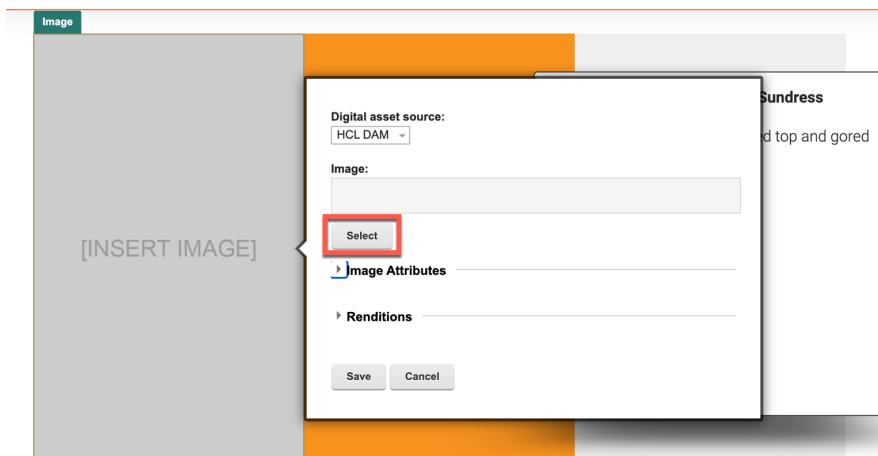 Image
Sundress
Digital asset source:
HCL DAM
ed top and gored
Image:
Select
[INSERT IMAGE]
Image Attributes
Renditions
Save Cancel